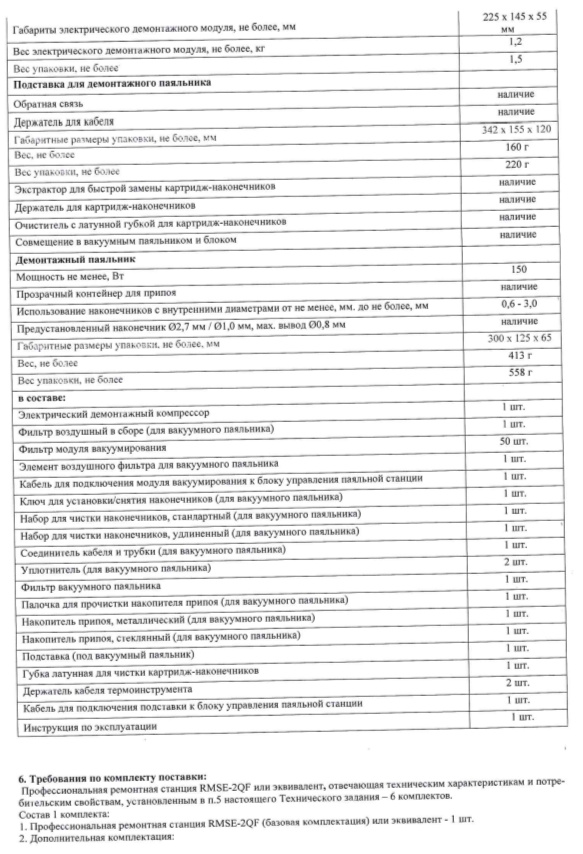 Габариты электрического демонтажного модуля, не более, мм 225 x 145 x 55 мм
Вес электрического демонтажного модуля, не более, кг 1,2
Вес упаковки, не более 1,5
Подставка для демонтажного паяльника
Обратная связь наличие
Держатель для кабеля наличие
Габаритные размеры упаковки, не более, мм 342 x 155 x 120
Вес, не более 160 г
Вес упаковки, не более 220 г
Экстрактор для быстрой замены картридж-наконечников наличие
Держатель для картридж-наконечников наличие
Очиститель с латунной губкой для картридж-наконечников наличие
Совмещение в вакуумным паяльником и блоком наличие
Демонтажный паяльник
Мощность не менее, Вт 150
Прозрачный контейнер для припоя наличие
Использование наконечников с внутренними диаметрами от не менее, мм. до не более, мм 0,6 - 3,0
Предустановленный наконечник Ø2,7 мм / Ø1,0 мм, мах. вывод Ø0,8 мм наличие
Габаритные размеры упаковки, не более, мм 300 x 125 x 65
Вес, не более 413 г
Вес упаковки, не более 558 г
в составе:
Электрический демонтажный компрессор 1 шт.
Фильтр воздушный в сборе (для вакуумного паяльника) 1 шт.
Фильтр модуля вакуумирования 50 шт.
Элемент воздушного фильтра для вакуумного паяльника 1 шт.
Кабель для подключения модуля вакуумирования к блоку управления паяльной станции 1 шт.
Ключ для установки/снятия наконечников (для вакуумного паяльника) 1 шт.
Набор для чистки наконечников, стандартный (для вакуумного паяльника) 1 шт.
Набор для чистки наконечников, удлиненный (для вакуумного паяльника) 1 шт.
Соединитель кабеля и трубки (для вакуумного паяльника) 1 шт.
Уплотнитель (для вакуумного паяльника) 2 шт.
Фильтр вакуумного паяльника 1 шт.
Палочка для прочистки накопителя припоя (для вакуумного паяльника) 1 шт.
Накопитель припоя, металлический (для вакуумного паяльника) 1 шт.
Накопитель припоя, стеклянный (для вакуумного паяльника) 1 шт.
Подставка (под вакуумный паяльник) 1 шт.
Губка латунная для чистки картридж-наконечников 1 шт.
Держатель кабеля термоинструмента 2 шт.
Кабель для подключения подставки к блоку управления паяльной станции 1 шт.
Инструкция по эксплуатации 1 шт.
6. Требования по комплекту поставки:
Профессиональная ремонтная станция RMSE-2QF или эквивалент, отвечающая техническим характеристикам и потре-
бительским свойствам, установленным в п.5 настоящего Технического задания – 6 комплектов.
Состав 1 комплекта:
1. Профессиональная ремонтная станция RMSE-2QF (базовая комплектация) или эквивалент - 1 шт.
2. Дополнительная комплектация: